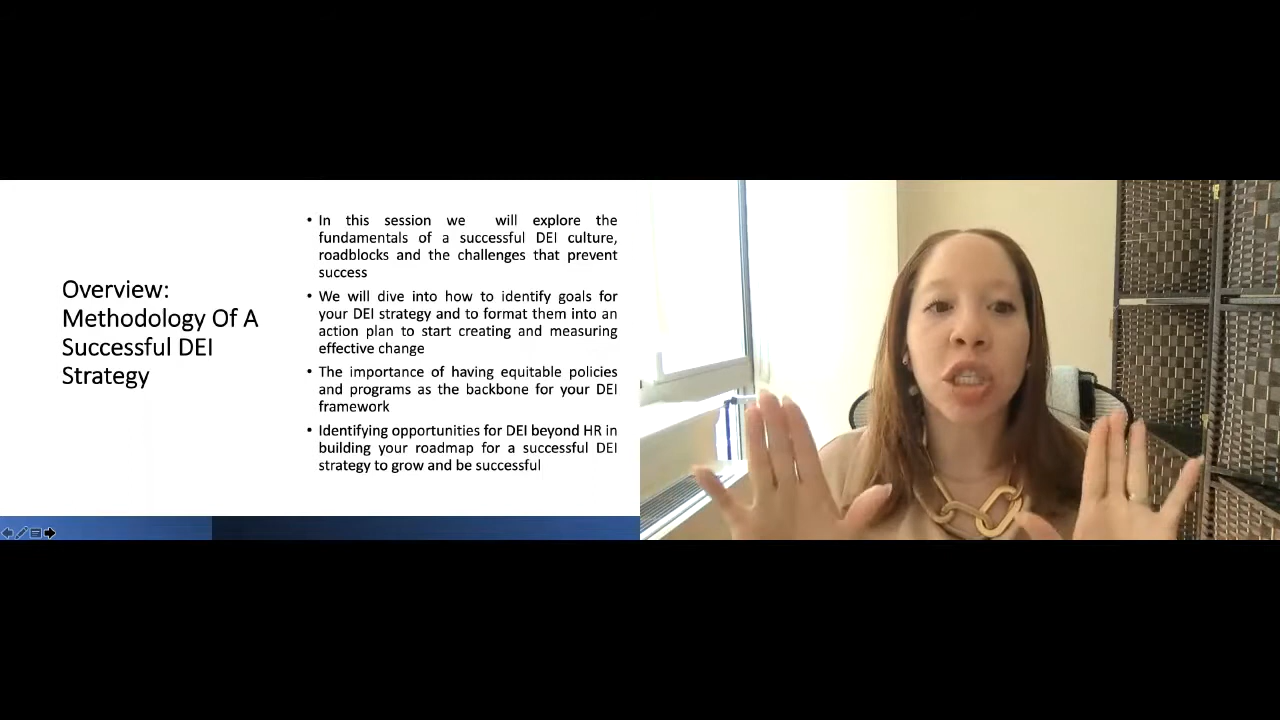 Overview:
Methodology Of A
Successful DEI
Strategy
• In this session we will explore the
fundamentals of a successful DEI culture,
roadblocks and the challenges that prevent
success
• We will dive into how to identify goals for
your DEI strategy and to format them into an
action plan to start creating and measuring
effective change
• The importance of having equitable policies
and programs as the backbone for your DEI
framework
• Identifying opportunities for DEI beyond HR in
building your roadmap for a successful DEI
strategy to grow and be successful